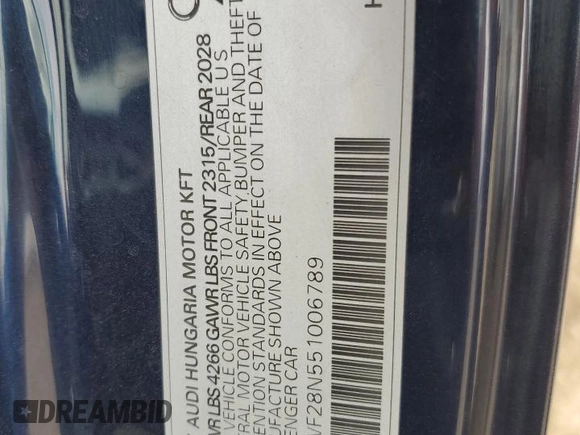 AUDI HUNGARIA MOTOR KFT
WR LBS 4266 GAWR LBS FRONT 2315/REAR 2028
VEHICLE CONFORMS TO ALL APPLICABLE U S
RAL MOTOR VEHICLE SAFETY, BUMPER AND THEFT
ENTION STANDARDS IN EFFECT ON THE DATE OF
UFACTURE SHOWN ABOVE
ENGER CAR
VF28N551006789
DREAMBID